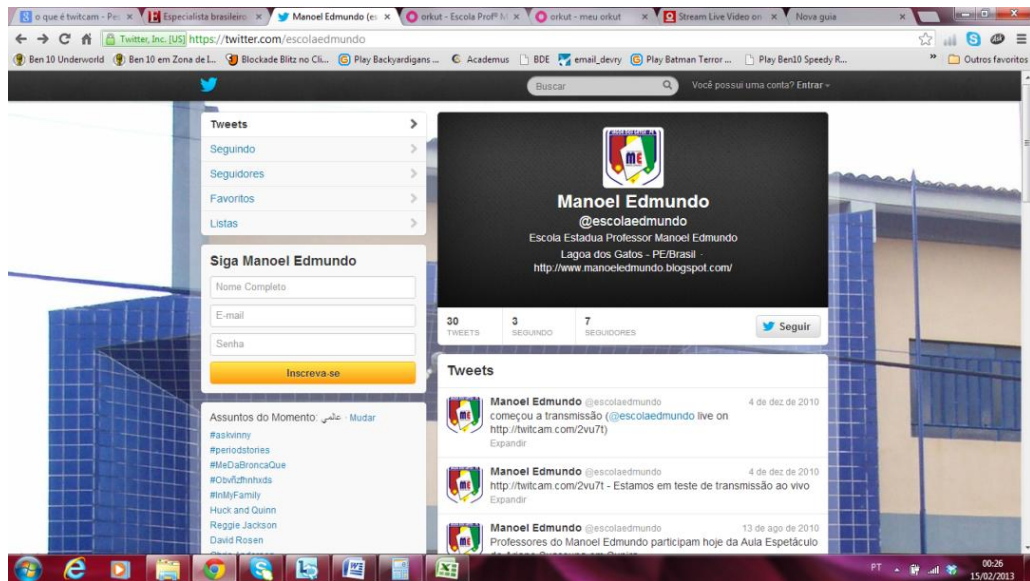 o que é twitcam - Pe
Especialista brasileiro
Manoel Edmundo (es
orkut - Escola Profª M
orkut - meu orkut
Stream Live Video on
Nova guia
Twitter, Inc. [US] https://twitter.com/escolaedmundo
Ben 10 Underworld
Ben 10 em Zona de L...
Blockade Blitz no Cli...
Play Backyardigans ...
Academus
BDE
email_devry
Play Batman Terror ...
Play Ben10 Speedy R...
Outros favoritos
Buscar
Você possui uma conta? Entrar
Tweets
Seguindo
Seguidores
Favoritos
Listas
Siga Manoel Edmundo
Nome Completo
E-mail
Senha
Inscreva-se
Assuntos do Momento: عالمي · Mudar
#askvinny
#periodstories
#MeDaBroncaQue
#InMyFamily
Huck and Quinn
Reggie Jackson
David Rosen
ME
Manoel Edmundo
@escolaedmundo
Escola Estadua Professor Manoel Edmundo
Lagoa dos Gatos - PE/Brasil ·
http://www.manoeledmundo.blogspot.com/
30 TWEETS
3 SEGUINDO
7 SEGUIDORES
Seguir
Tweets
Manoel Edmundo @escolaedmundo 4 de dez de 2010
começou a transmissão (@escolaedmundo live on
http://twitcam.com/2vu7t)
Expandir
Manoel Edmundo @escolaedmundo 4 de dez de 2010
http://twitcam.com/2vu7t - Estamos em teste de transmissão ao vivo
Expandir
Manoel Edmundo @escolaedmundo 13 de ago de 2010
Professores do Manoel Edmundo participam hoje da Aula Espetáculo
PT
00:26
15/02/2013